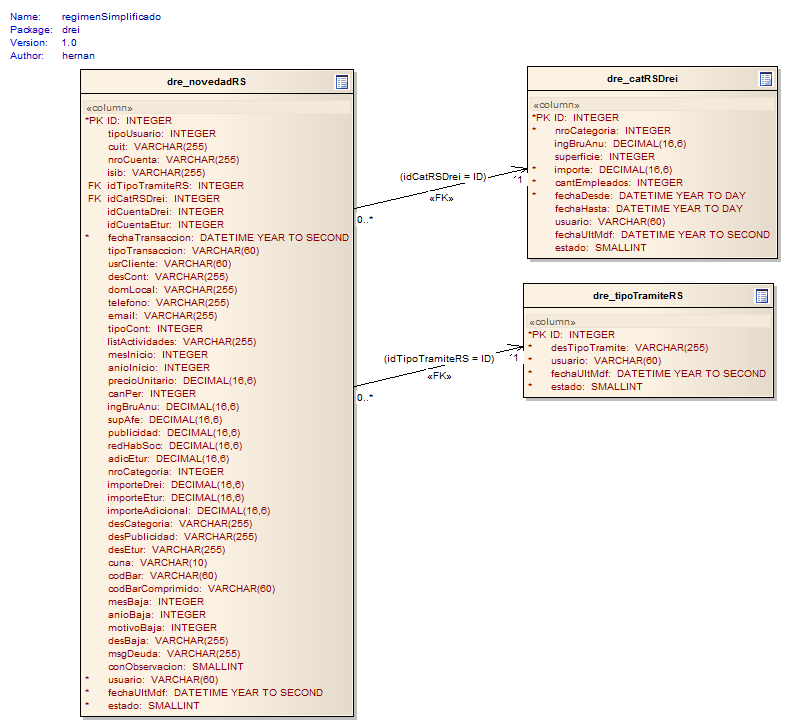 Name: regimenSimplificado
Package: drei
Version: 1.0
Author: hernan
dre_novedadRS
«column»
*PK ID: INTEGER
tipoUsuario: INTEGER
cuit: VARCHAR(255)
nroCuenta: VARCHAR(255)
isib: VARCHAR(255)
FK idTipoTramiteRS: INTEGER
FK idCatRSDrei: INTEGER
idCuentaDrei: INTEGER
idCuentaEtur: INTEGER
* fechaTransaccion: DATETIME YEAR TO SECOND
tipoTransaccion: VARCHAR(60)
usrCliente: VARCHAR(60)
desCont: VARCHAR(255)
domLocal: VARCHAR(255)
telefono: VARCHAR(255)
email: VARCHAR(255)
tipoCont: INTEGER
listActividades: VARCHAR(255)
mesInicio: INTEGER
anioInicio: INTEGER
precioUnitario: DECIMAL(16,6)
canPer: INTEGER
ingBruAnu: DECIMAL(16,6)
supAfe: DECIMAL(16,6)
publicidad: DECIMAL(16,6)
redHabSoc: DECIMAL(16,6)
adicEtur: DECIMAL(16,6)
nroCategoria: INTEGER
importeDrei: DECIMAL(16,6)
importeEtur: DECIMAL(16,6)
importeAdicional: DECIMAL(16,6)
desCategoria: VARCHAR(255)
desPublicidad: VARCHAR(255)
desEtur: VARCHAR(255)
cuna: VARCHAR(10)
codBar: VARCHAR(60)
codBarComprimido: VARCHAR(60)
mesBaja: INTEGER
anioBaja: INTEGER
motivoBaja: INTEGER
desBaja: VARCHAR(255)
msgDeuda: VARCHAR(255)
conObservacion: SMALLINT
* usuario: VARCHAR(60)
* fechaUltMdf: DATETIME YEAR TO SECOND
* estado: SMALLINT
(idCatRSDrei = ID)
«FK»
0..*
1
(idTipoTramiteRS = ID)
«FK»
0..*
1
dre_catRSDrei
«column»
*PK ID: INTEGER
* nroCategoria: INTEGER
ingBruAnu: DECIMAL(16,6)
superficie: INTEGER
* importe: DECIMAL(16,6)
* cantEmpleados: INTEGER
* fechaDesde: DATETIME YEAR TO DAY
fechaHasta: DATETIME YEAR TO DAY
usuario: VARCHAR(60)
fechaUltMdf: DATETIME YEAR TO SECOND
estado: SMALLINT
dre_tipoTramiteRS
«column»
*PK ID: INTEGER
* desTipoTramite: VARCHAR(255)
* usuario: VARCHAR(60)
* fechaUltMdf: DATETIME YEAR TO SECOND
* estado: SMALLINT